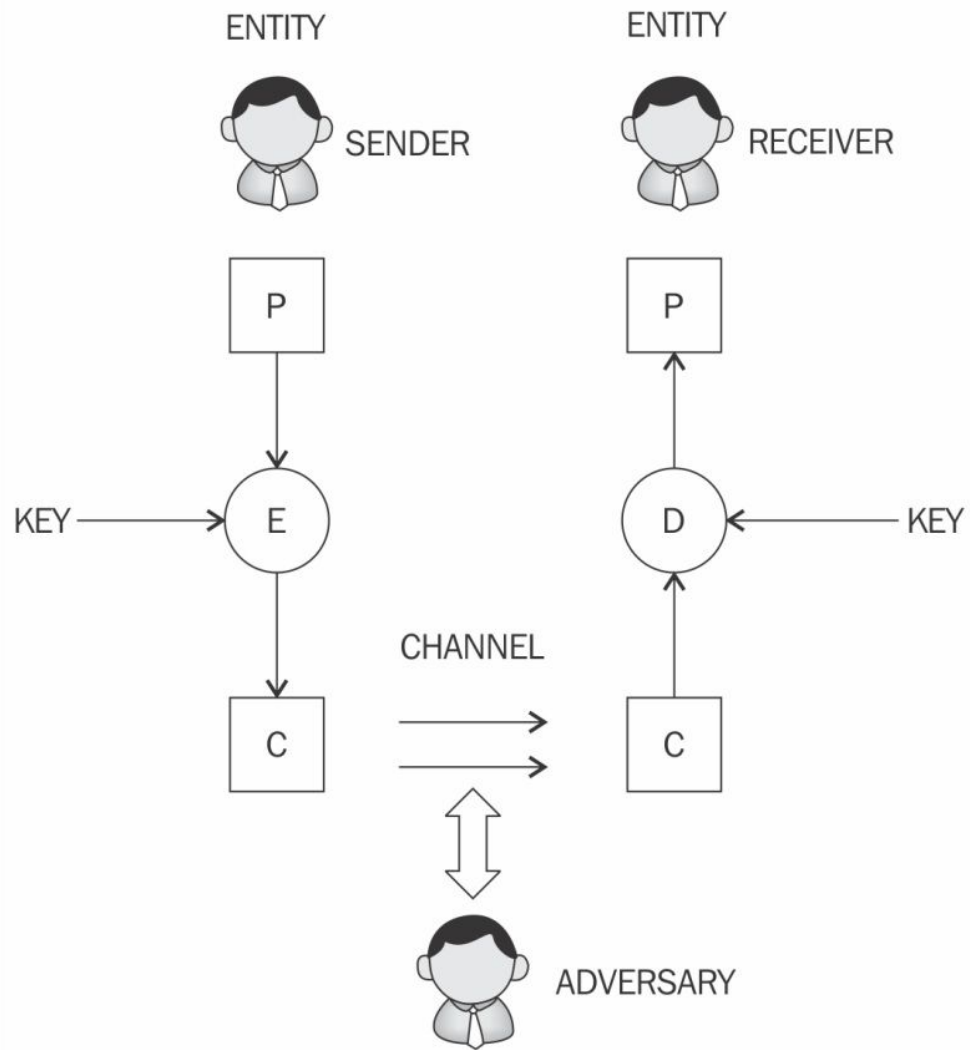 ENTITY
ENTITY
SENDER
RECEIVER
P
P
KEY
E
D
KEY
CHANNEL
C
C
ADVERSARY